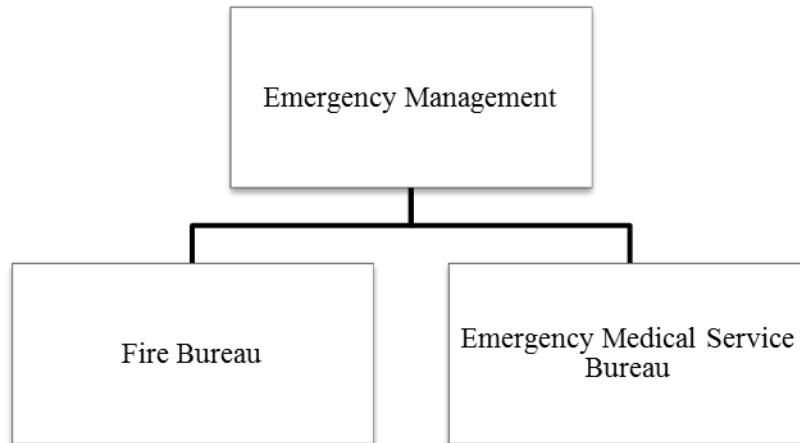 Emergency Management
Fire Bureau
Emergency Medical Service
Bureau